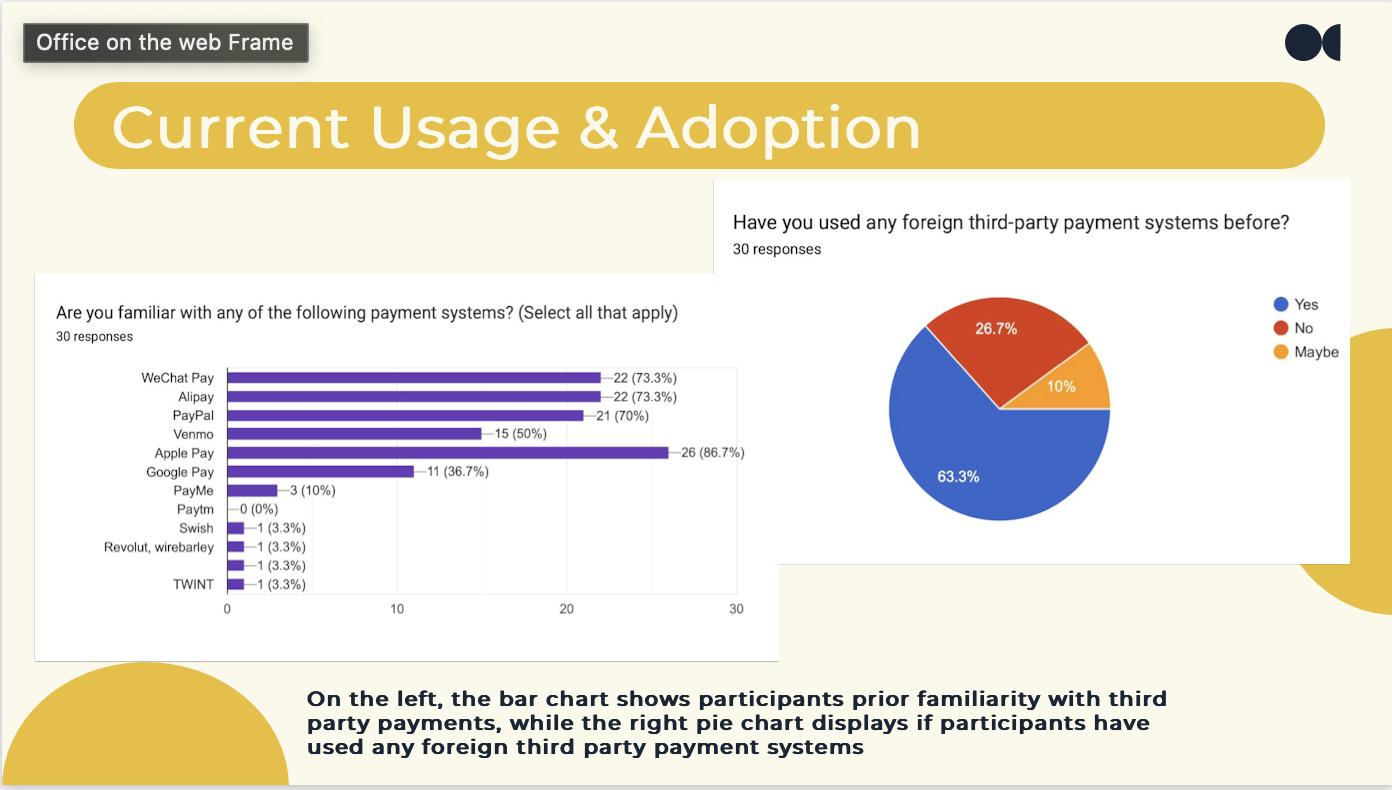 Office on the web Frame
Current Usage & Adoption
Have you used any foreign third-party payment systems before?
30 responses
Yes
No
Maybe
26.7%
10%
63.3%
Are you familiar with any of the following payment systems? (Select all that apply)
30 responses
WeChat Pay 22 (73.3%)
Alipay 22 (73.3%)
PayPal 21 (70%)
Venmo 15 (50%)
Apple Pay 26 (86.7%)
Google Pay 11 (36.7%)
PayMe 3 (10%)
Paytm 0 (0%)
Swish 1 (3.3%)
Revolut, wirebarley 1 (3.3%)
1 (3.3%)
TWINT 1 (3.3%)
0 10 20 30
On the left, the bar chart shows participants prior familiarity with third
party payments, while the right pie chart displays if participants have
used any foreign third party payment systems